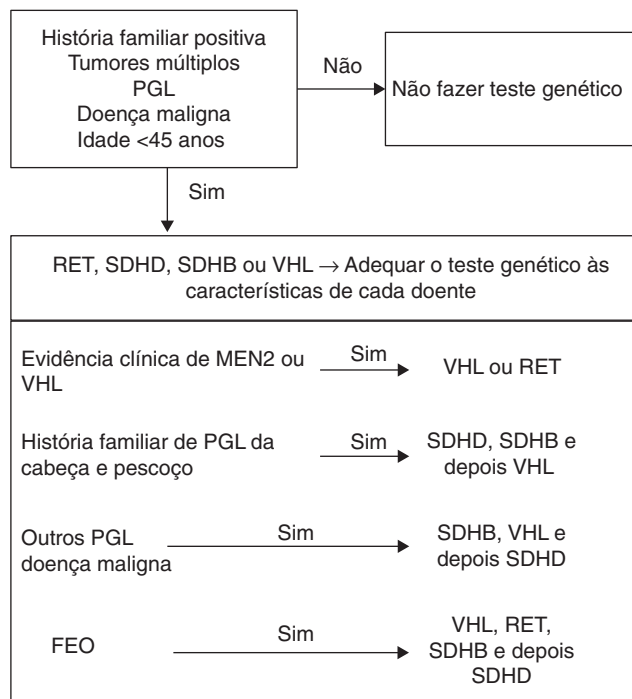 História familiar positiva
Tumores múltiplos
PGL
Doença maligna
Idade <45 anos
Não
Não fazer teste genético
Sim
RET, SDHD, SDHB ou VHL → Adequar o teste genético às
características de cada doente
Evidência clínica de MEN2 ou
VHL
Sim
VHL ou RET
História familiar de PGL da
cabeça e pescoço
Sim
SDHD, SDHB e
depois VHL
Outros PGL
doença maligna
Sim
SDHB, VHL e
depois SDHD
FEO
Sim
VHL, RET,
SDHB e depois
SDHD